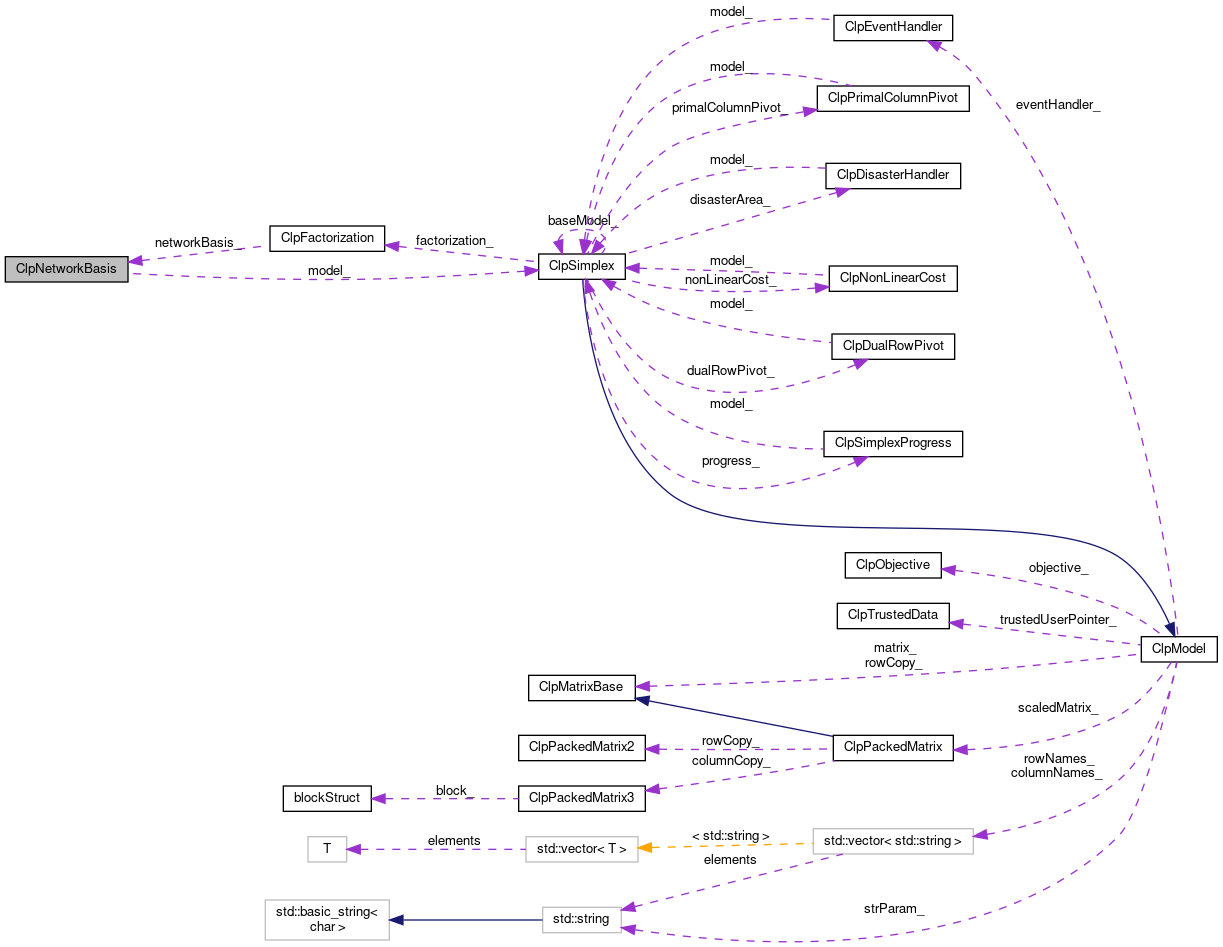 model_
ClpEventHandler
model_
ClpPrimalColumnPivot
primalColumnPivot_
eventHandler_
model_
ClpDisasterHandler
disasterArea_
baseModel_
networkBasis_
ClpFactorization
factorization_
ClpNetworkBasis
model_
ClpSimplex
model_
nonLinearCost_
ClpNonLinearCost
model_
ClpDualRowPivot
dualRowPivot_
model_
ClpSimplexProgress
progress_
ClpObjective
objective_
ClpTrustedData
trustedUserPointer_
ClpModel
matrix_
rowCopy_
ClpMatrixBase
scaledMatrix_
ClpPackedMatrix2
rowCopy_
columnCopy_
ClpPackedMatrix
rowNames_
columnNames_
blockStruct
block_
ClpPackedMatrix3
T
elements
std::vector< T >
< std::string >
elements
std::vector< std::string >
std::basic_string<
char >
std::string
strParam_